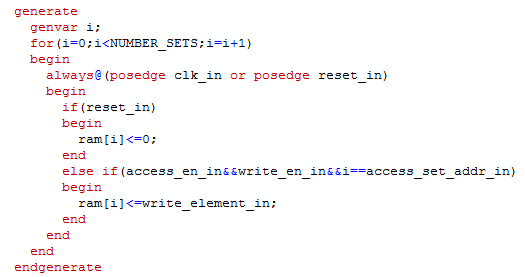 generate
genvar i;
for(i=0;i<NUMBER_SETS;i=i+1)
begin
always@(posedge clk_in or posedge reset_in)
begin
if(reset_in)
begin
ram[i]<=0;
end
else if(access_en_in&&write_en_in&&i==access_set_addr_in)
begin
ram[i]<=write_element_in;
end
end
end
endgenerate